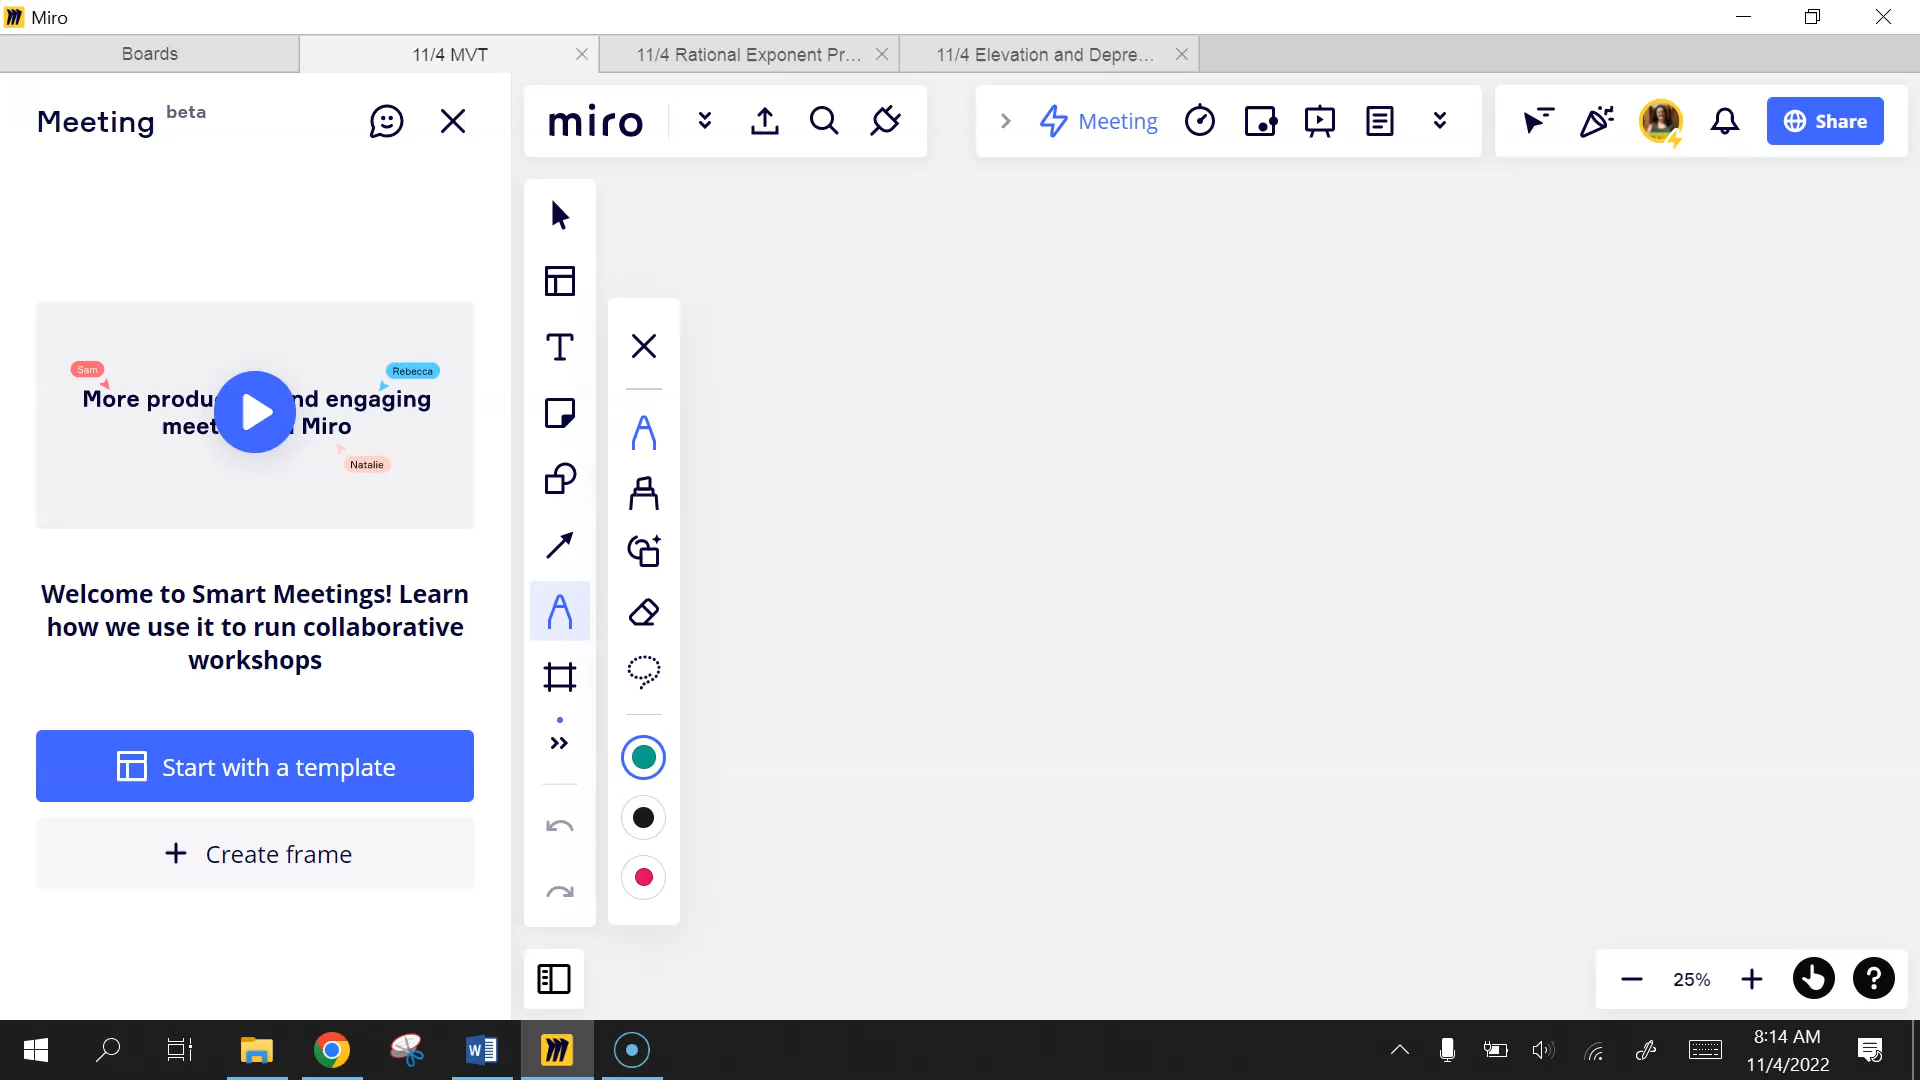 Miro
Boards
11/4 MVT
11/4 Rational Exponent Pr...
11/4 Elevation and Depre...
Meeting beta
miro
Meeting
Share
Sam
Rebecca
More produ nd engaging
meet Miro
Natalie
Welcome to Smart Meetings! Learn
how we use it to run collaborative
workshops
Start with a template
+ Create frame
25%
8:14 AM
11/4/2022